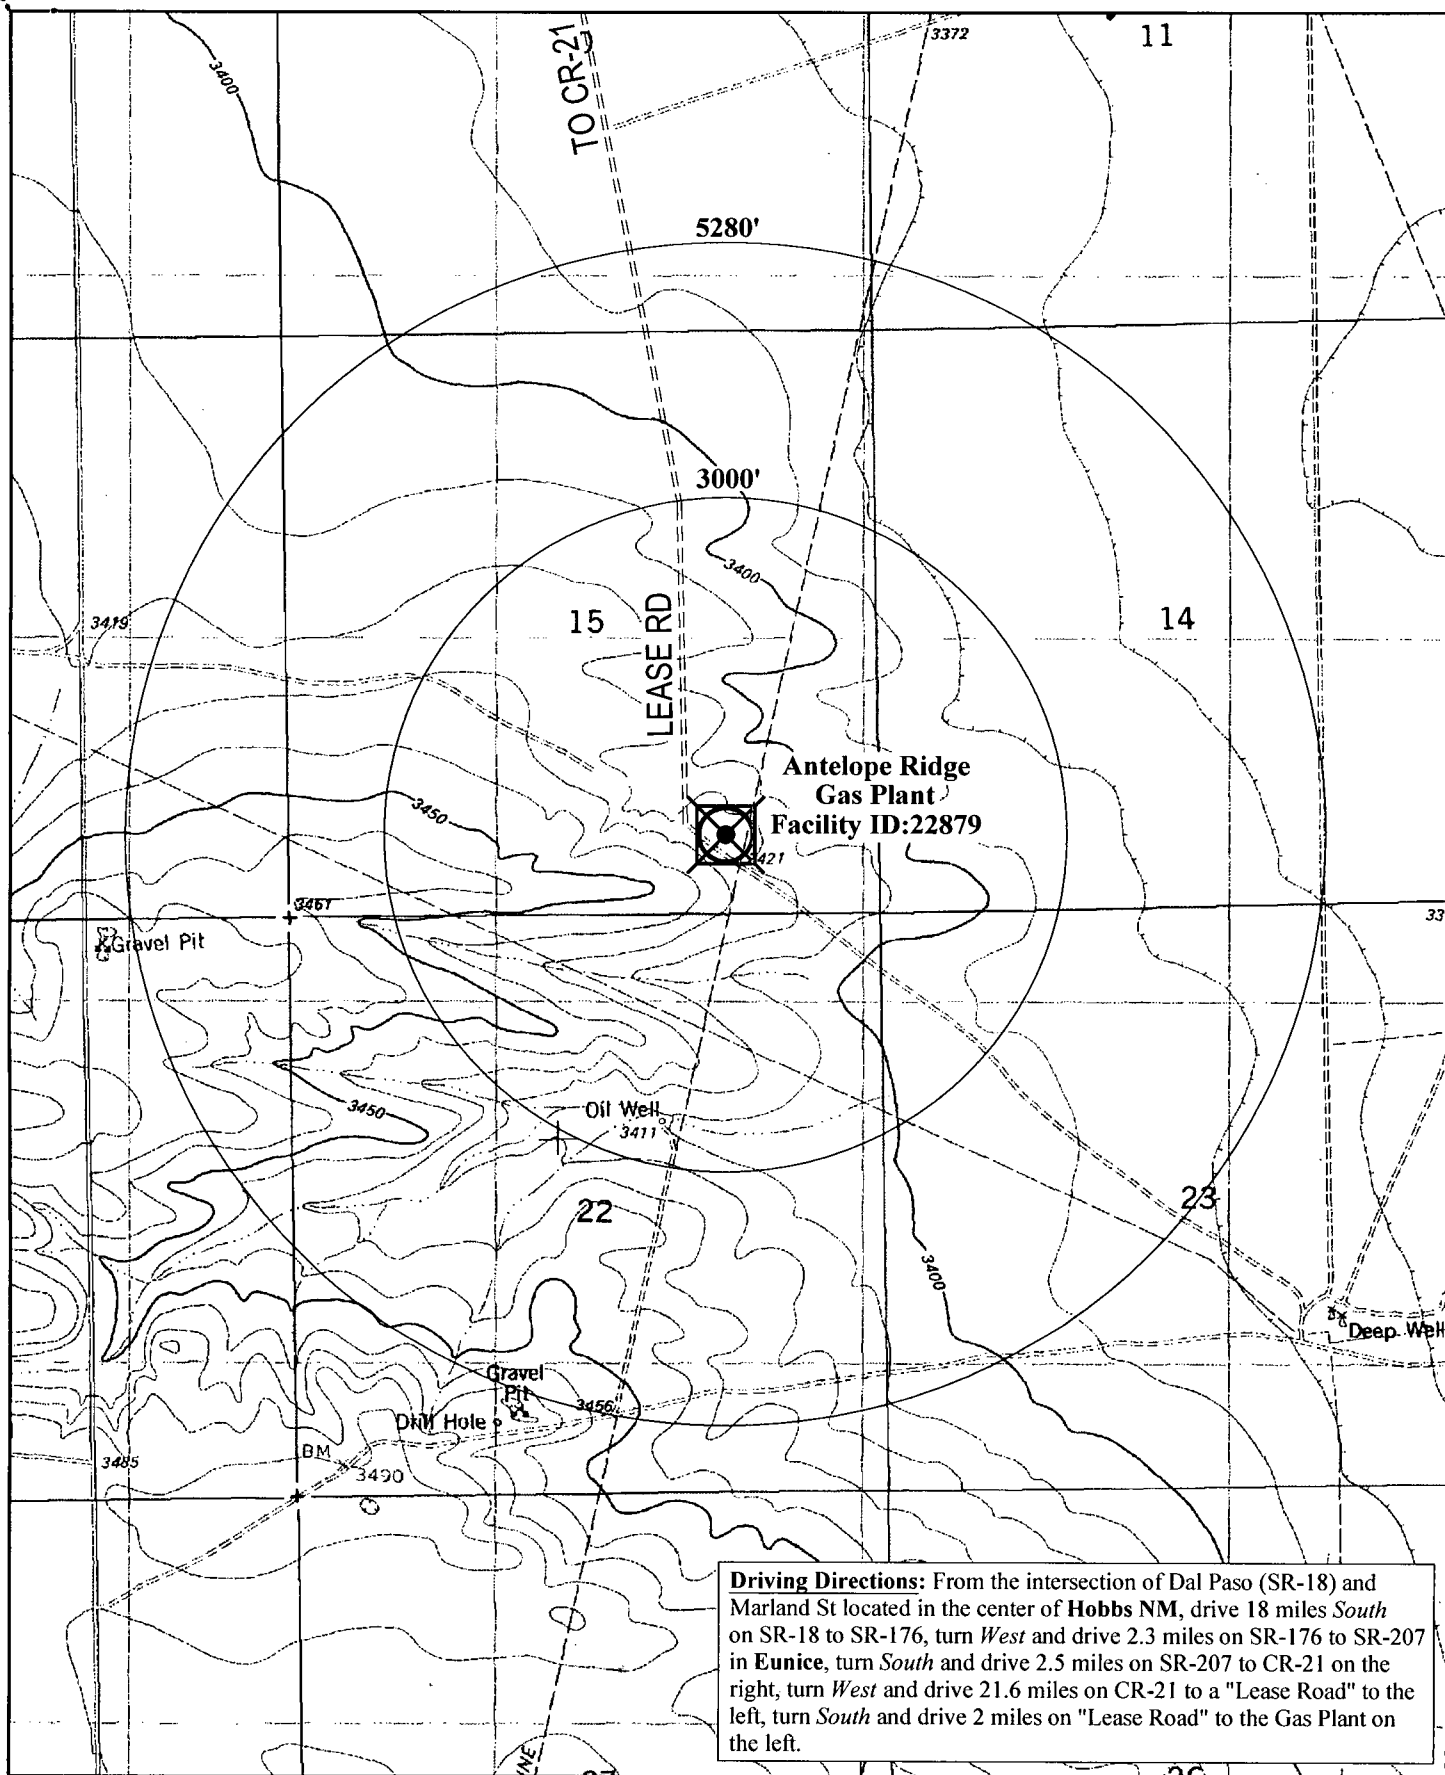 3372
11
3400
TO CR-21
5280'
3000'
3400
3419
15
14
LEASE RD
Antelope Ridge
Gas Plant
Facility ID:22879
3450
3461
Gravel Pit
Oil Well
3411
3450
22
23
3400
Deep Well
Gravel
Pit
3456
Drill Hole
BM
3485
3490
Driving Directions: From the intersection of Dal Paso (SR-18) and
Marland St located in the center of Hobbs NM, drive 18 miles South
on SR-18 to SR-176, turn West and drive 2.3 miles on SR-176 to SR-207
in Eunice, turn South and drive 2.5 miles on SR-207 to CR-21 on the
right, turn West and drive 21.6 miles on CR-21 to a "Lease Road" to the
left, turn South and drive 2 miles on "Lease Road" to the Gas Plant on
the left.